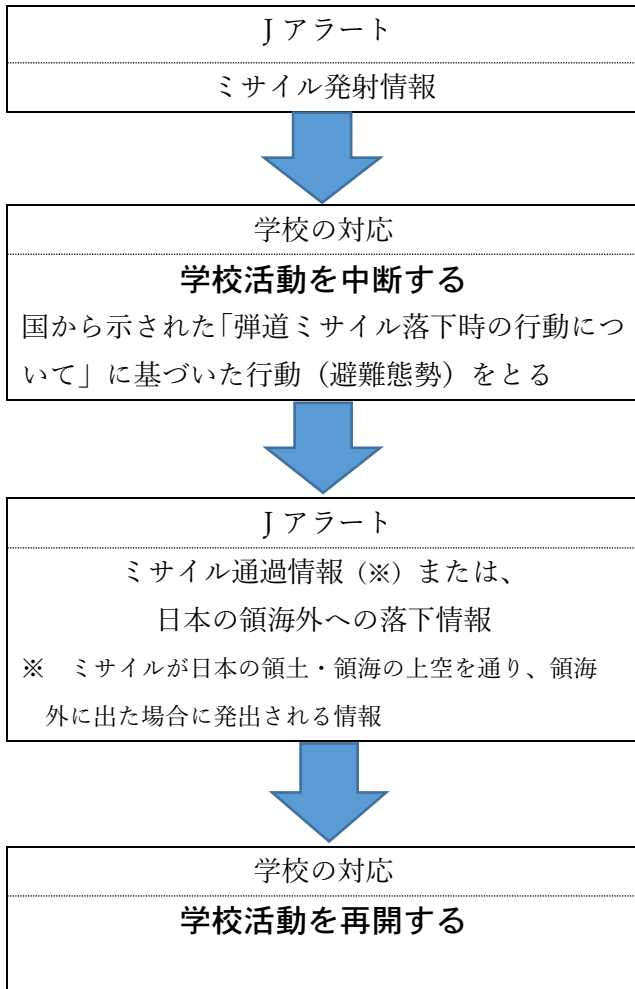 Jアラート
ミサイル発射情報
学校の対応
学校活動を中断する
国から示された「弾道ミサイル落下時の行動につ
いて」に基づいた行動（避難態勢）をとる
Jアラート
ミサイル通過情報（※）または、
日本の領海外への落下情報
※　ミサイルが日本の領土・領海の上空を通り、領海
外に出た場合に発出される情報
学校の対応
学校活動を再開する